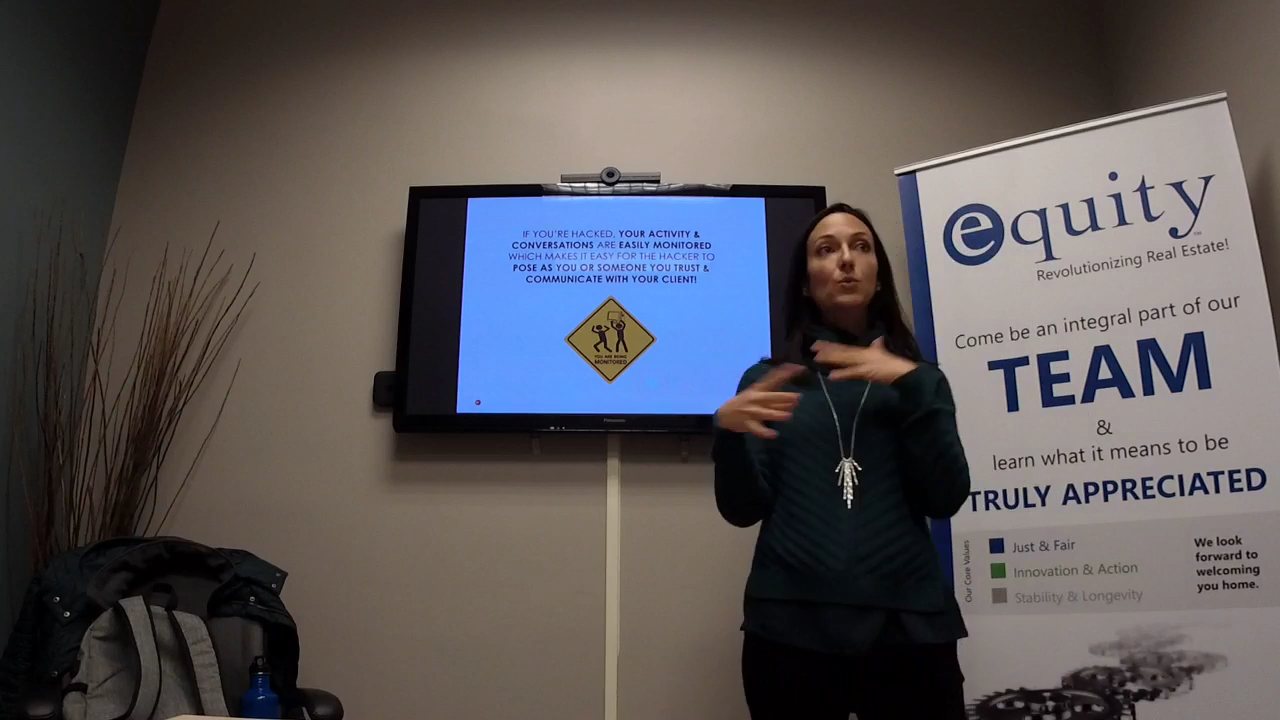 IF YOU'RE HACKED, YOUR ACTIVITY &
CONVERSATIONS ARE EASILY MONITORED
WHICH MAKES IT EASY FOR THE HACKER TO
POSE AS YOU OR SOMEONE YOU TRUST &
COMMUNICATE WITH YOUR CLIENT!
YOU ARE BEING
MONITORED
Panasonic
equity
Revolutionizing Real Estate!
Come be an integral part of our
TEAM
&
learn what it means to be
TRULY APPRECIATED
Our Core Values
Just & Fair
Innovation & Action
Stability & Longevity
We look
forward to
welcoming
you home.